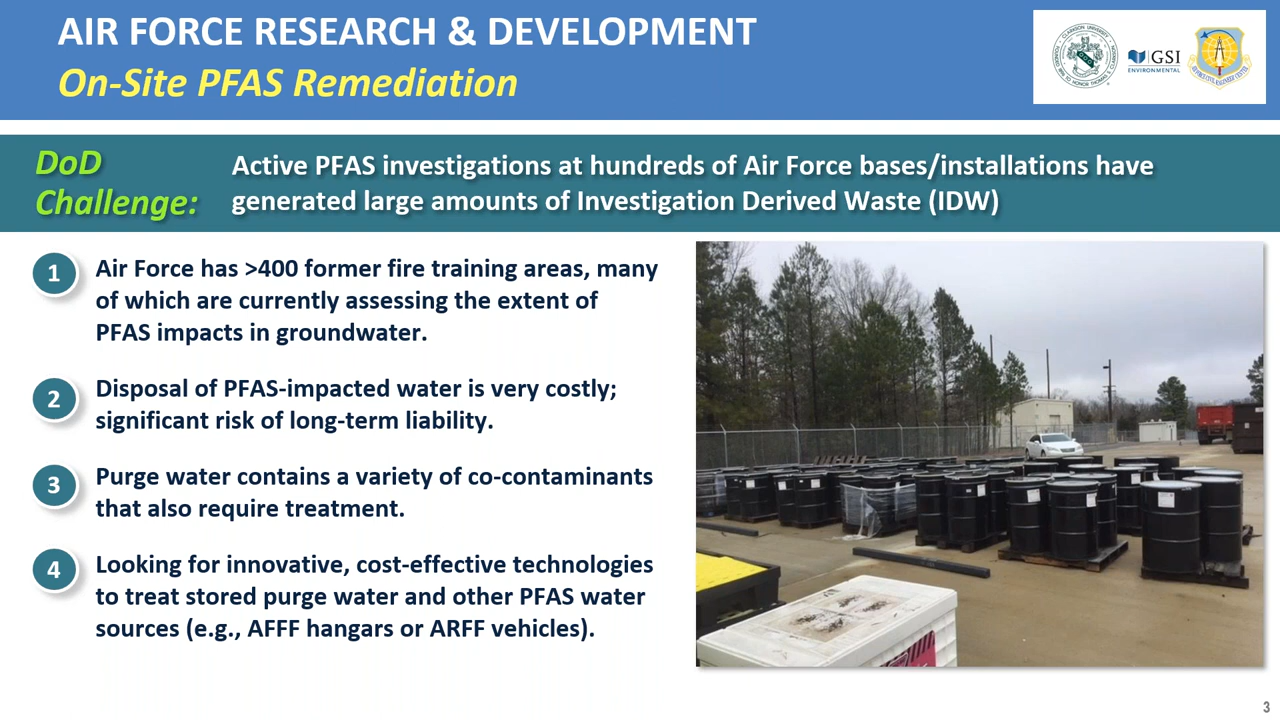 AIR FORCE RESEARCH & DEVELOPMENT
On-Site PFAS Remediation
GSI
ENVIRONMENTAL
DoD
Challenge:
Active PFAS investigations at hundreds of Air Force bases/installations have
generated large amounts of Investigation Derived Waste (IDW)
1
Air Force has >400 former fire training areas, many
of which are currently assessing the extent of
PFAS impacts in groundwater.
2
Disposal of PFAS-impacted water is very costly;
significant risk of long-term liability.
3
Purge water contains a variety of co-contaminants
that also require treatment.
4
Looking for innovative, cost-effective technologies
to treat stored purge water and other PFAS water
sources (e.g., AFFF hangars or ARFF vehicles).
3